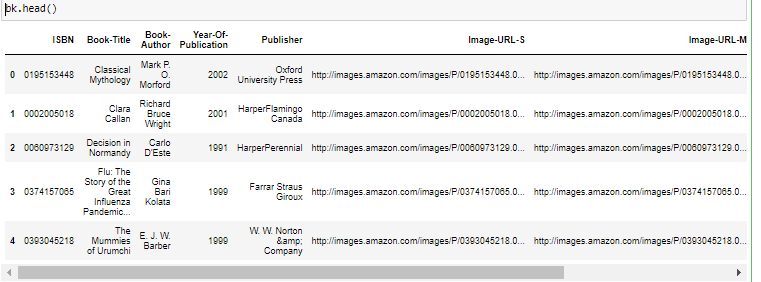 bk.head()
ISBN Book-Title Book-Author Year-Of-Publication Publisher Image-URL-S Image-URL-M
0 0195153448 Classical Mythology Mark P. O. Morford 2002 Oxford University Press http://images.amazon.com/images/P/0195153448.0... http://images.amazon.com/images/P/0195153448.0...
1 0002005018 Clara Callan Richard Bruce Wright 2001 HarperFlamingo Canada http://images.amazon.com/images/P/0002005018.0... http://images.amazon.com/images/P/0002005018.0...
2 0060973129 Decision in Normandy Carlo D'Este 1991 HarperPerennial http://images.amazon.com/images/P/0060973129.0... http://images.amazon.com/images/P/0060973129.0...
3 0374157065 Flu: The Story of the Great Influenza Pandemic... Gina Bari Kolata 1999 Farrar Straus Giroux http://images.amazon.com/images/P/0374157065.0... http://images.amazon.com/images/P/0374157065.0...
4 0393045218 The Mummies of Urumchi E. J. W. Barber 1999 W. W. Norton &amp; Company http://images.amazon.com/images/P/0393045218.0... http://images.amazon.com/images/P/0393045218.0...